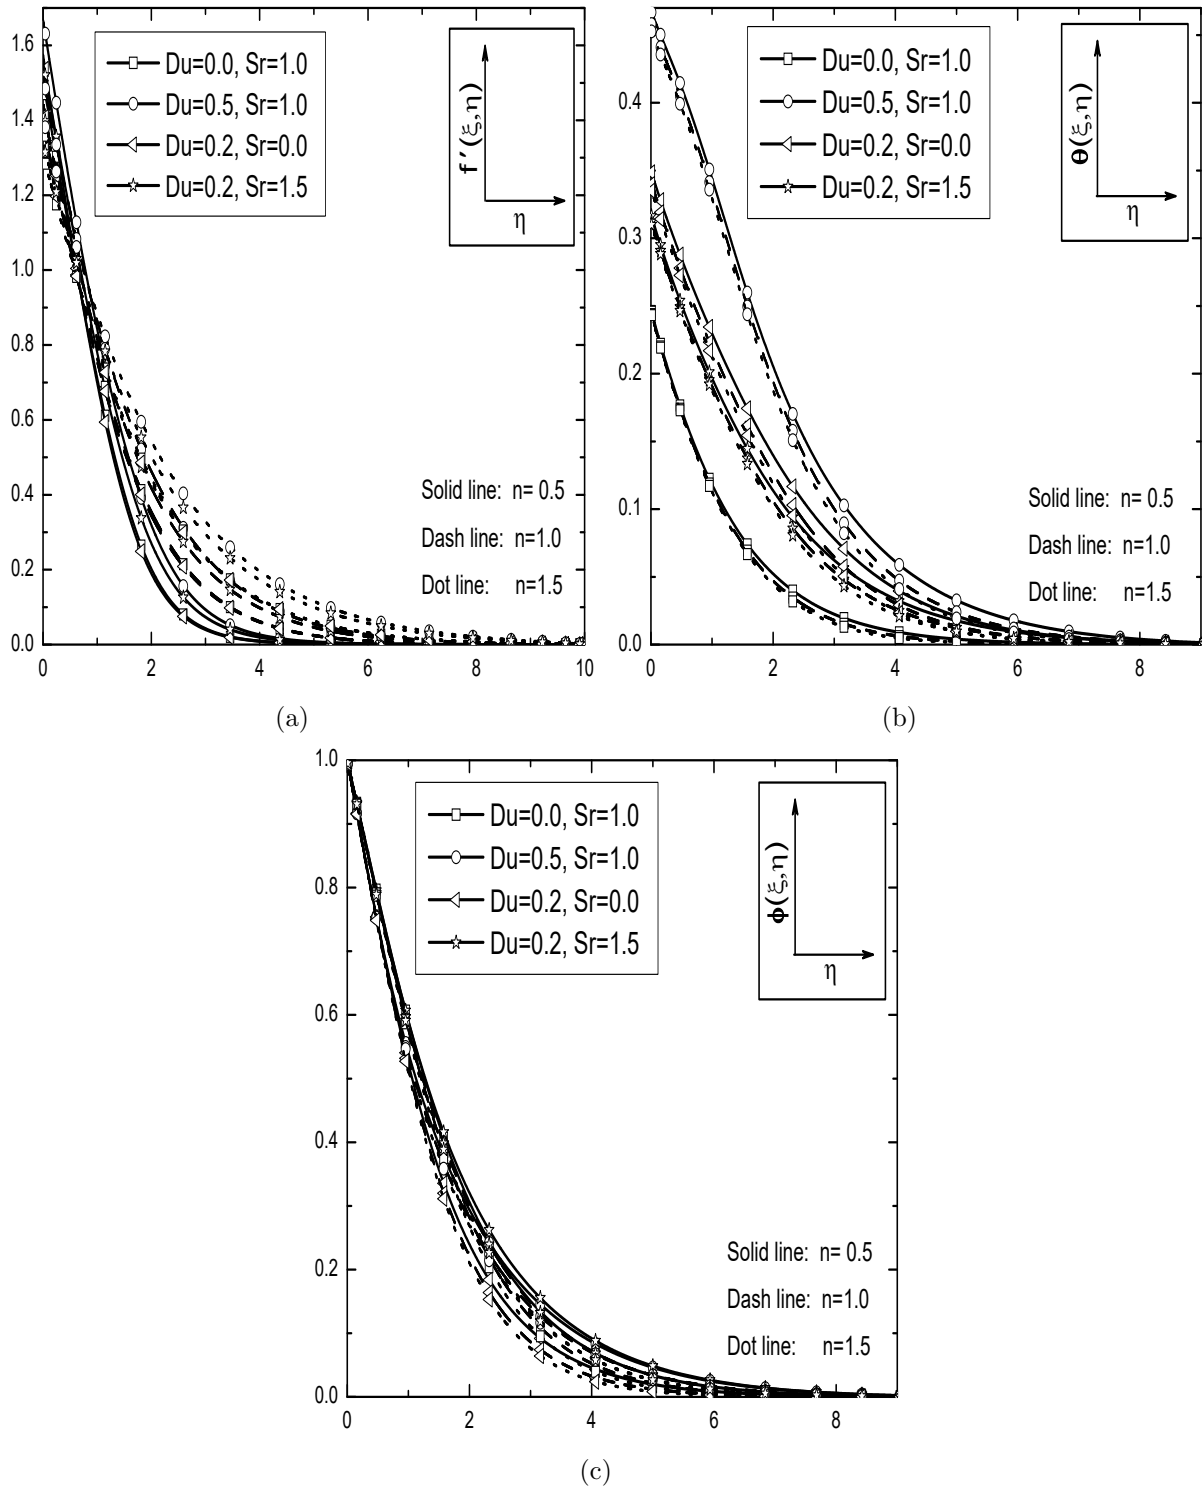 1.6
1.4
1.2
1.0
0.8
0.6
0.4
0.2
0.0
0 2 4 6 8 10
Du=0.0, Sr=1.0
Du=0.5, Sr=1.0
Du=0.2, Sr=0.0
Du=0.2, Sr=1.5
f′(ξ,η)
η
Solid line: n= 0.5
Dash line: n=1.0
Dot line: n=1.5
(a)
0.4
0.3
0.2
0.1
0.0
0 2 4 6 8
Du=0.0, Sr=1.0
Du=0.5, Sr=1.0
Du=0.2, Sr=0.0
Du=0.2, Sr=1.5
θ(ξ,η)
η
Solid line: n= 0.5
Dash line: n=1.0
Dot line: n=1.5
(b)
1.0
0.8
0.6
0.4
0.2
0.0
0 2 4 6 8
Du=0.0, Sr=1.0
Du=0.5, Sr=1.0
Du=0.2, Sr=0.0
Du=0.2, Sr=1.5
ϕ(ξ,η)
η
Solid line: n= 0.5
Dash line: n=1.0
Dot line: n=1.5
(c)